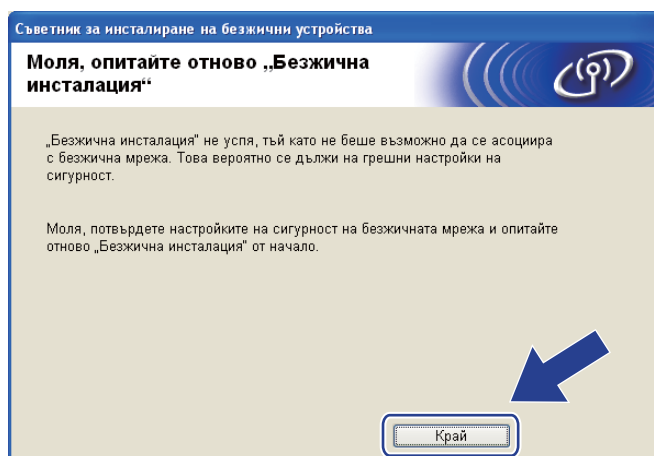 Съветник за инсталиране на безжични устройства
Моля, опитайте отново „Безжична
инсталация“
„Безжична инсталация" не успя, тъй като не беше възможно да се асоциира
с безжична мрежа. Това вероятно се дължи на грешни настройки на
сигурност.
Моля, потвърдете настройките на сигурност на безжичната мрежа и опитайте
отново „Безжична инсталация" от начало.
Край